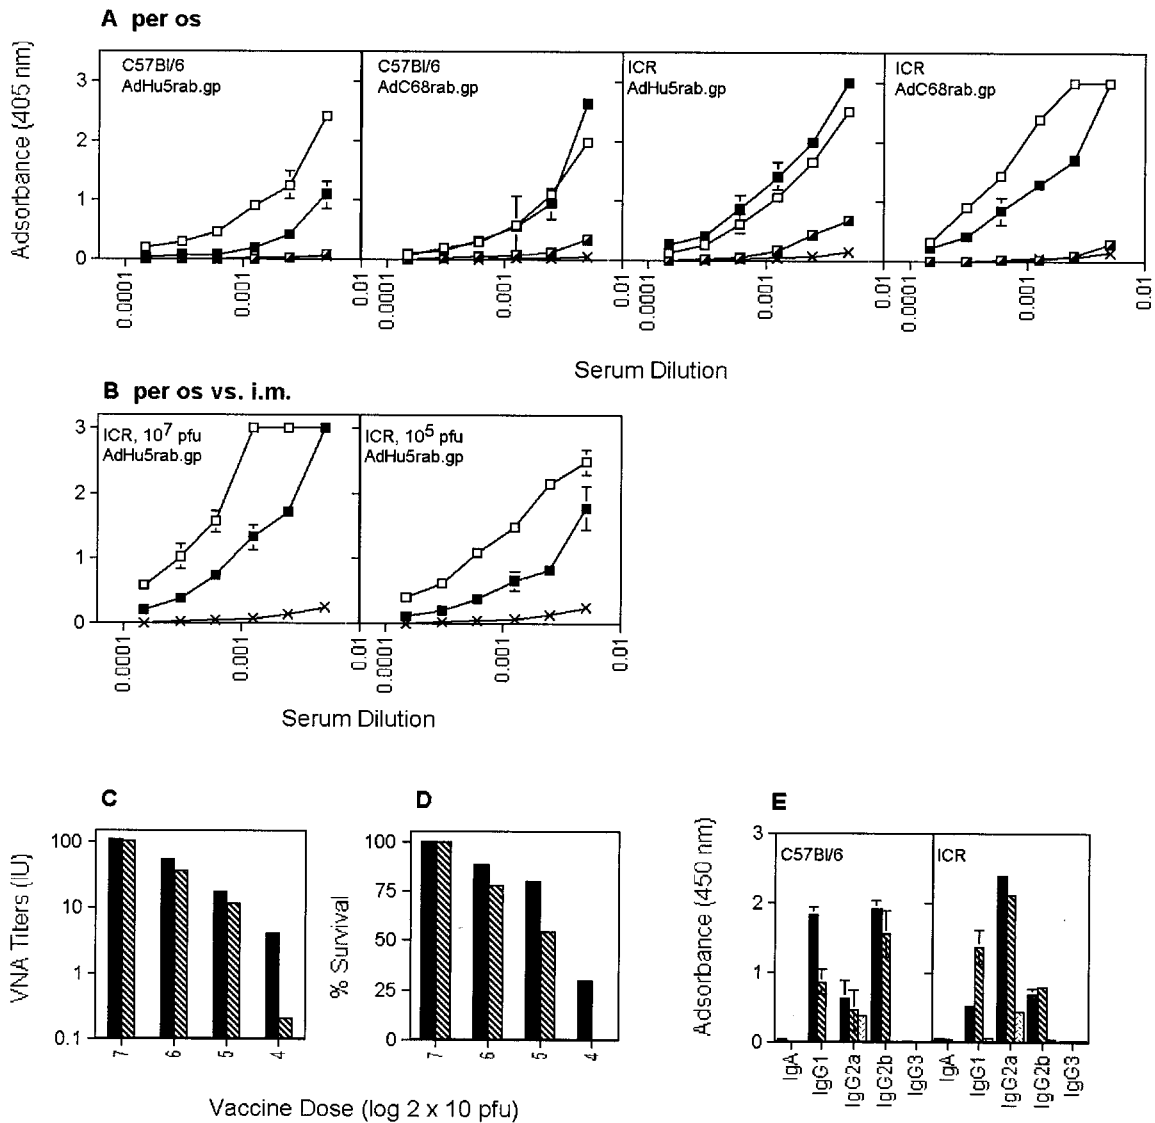 A per os
Adsorbance (405 nm)
3
2
1
0
C57Bl/6
AdHu5rab.gp
C57Bl/6
AdC68rab.gp
ICR
AdHu5rab.gp
ICR
AdC68rab.gp
0.0001
0.001
0.01
0.0001
0.001
0.01
0.0001
0.001
0.01
0.0001
0.001
0.01
Serum Dilution
B per os vs. i.m.
3
2
1
0
ICR, 10^7 pfu
AdHu5rab.gp
ICR, 10^5 pfu
AdHu5rab.gp
0.0001
0.001
0.01
0.0001
0.001
0.01
Serum Dilution
C
VNA Titers (IU)
100
10
1
0.1
7
6
5
4
D
% Survival
100
75
50
25
0
7
6
5
4
Vaccine Dose (log 2 x 10 pfu)
E
Adsorbance (450 nm)
3
2
1
0
C57Bl/6
ICR
IgA
IgG1
IgG2a
IgG2b
IgG3
IgA
IgG1
IgG2a
IgG2b
IgG3